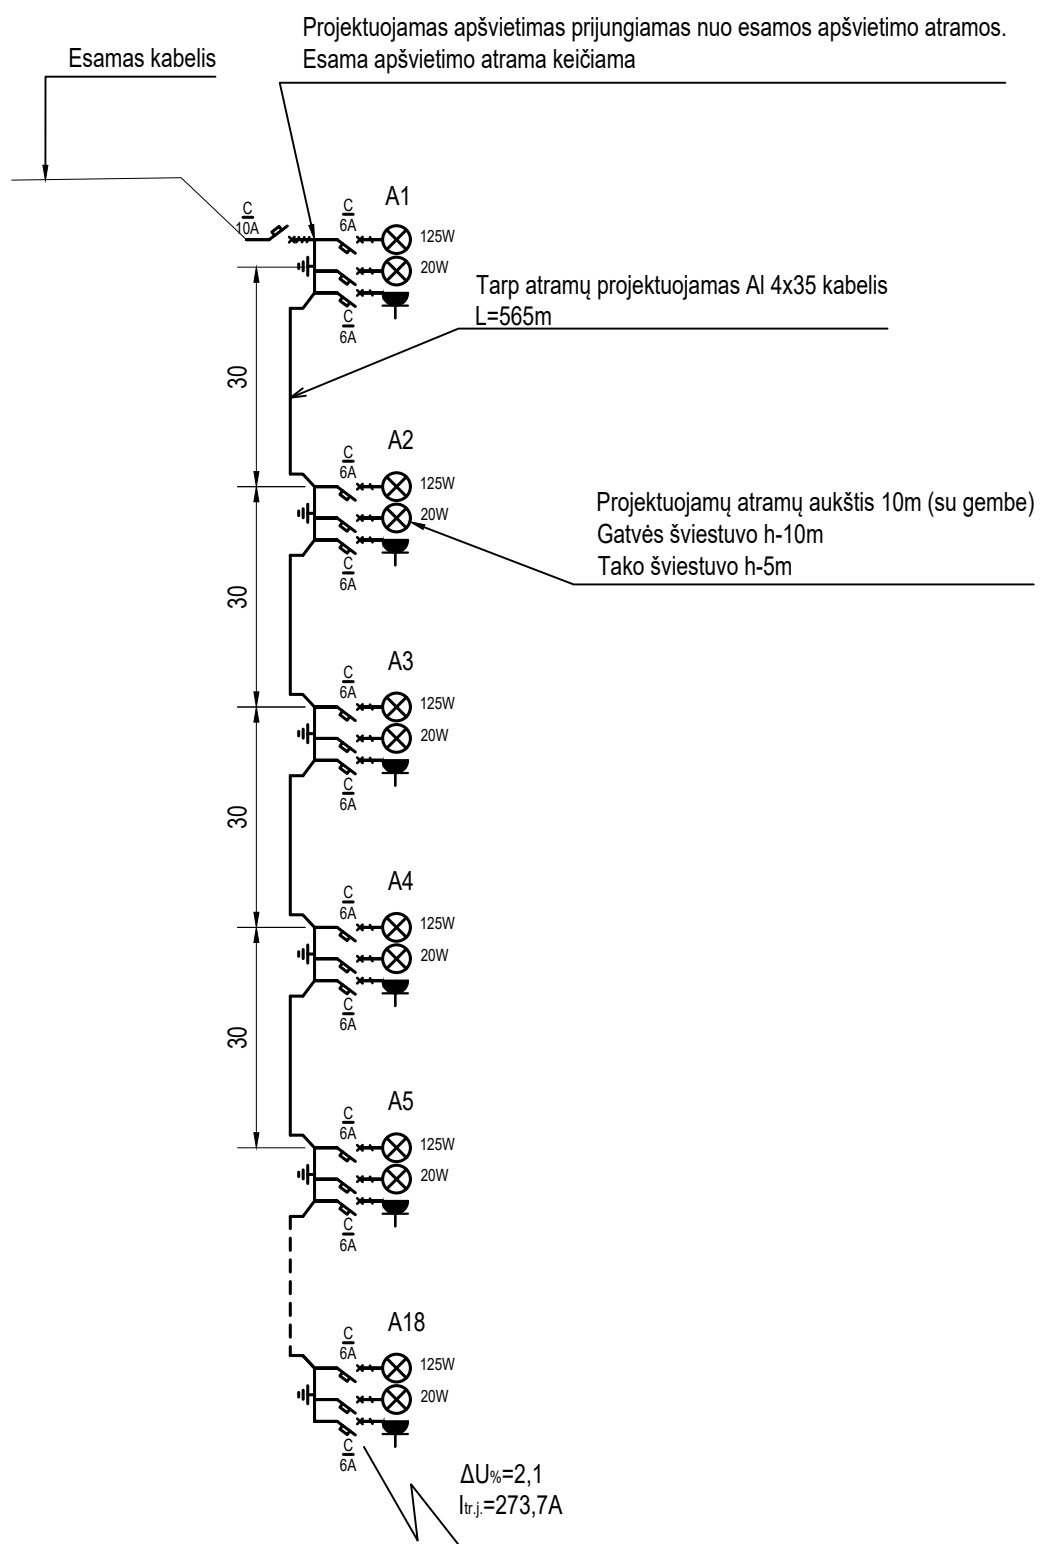 Projektuojamas apšvietimas prijungiamas nuo esamos apšvietimo atramos.
Esama apšvietimo atrama keičiama
Esamas kabelis
A1
C
10A
C
6A
125W
20W
C
6A
Tarp atramų projektuojamas Al 4x35 kabelis
L=565m
30
A2
C
6A
125W
20W
C
6A
Projektuojamų atramų aukštis 10m (su gembe)
Gatvės šviestuvo h-10m
Tako šviestuvo h-5m
30
A3
C
6A
125W
20W
C
6A
30
A4
C
6A
125W
20W
C
6A
30
A5
C
6A
125W
20W
C
6A
A18
C
6A
125W
20W
C
6A
ΔU%=2,1
Itr.j.=273,7A